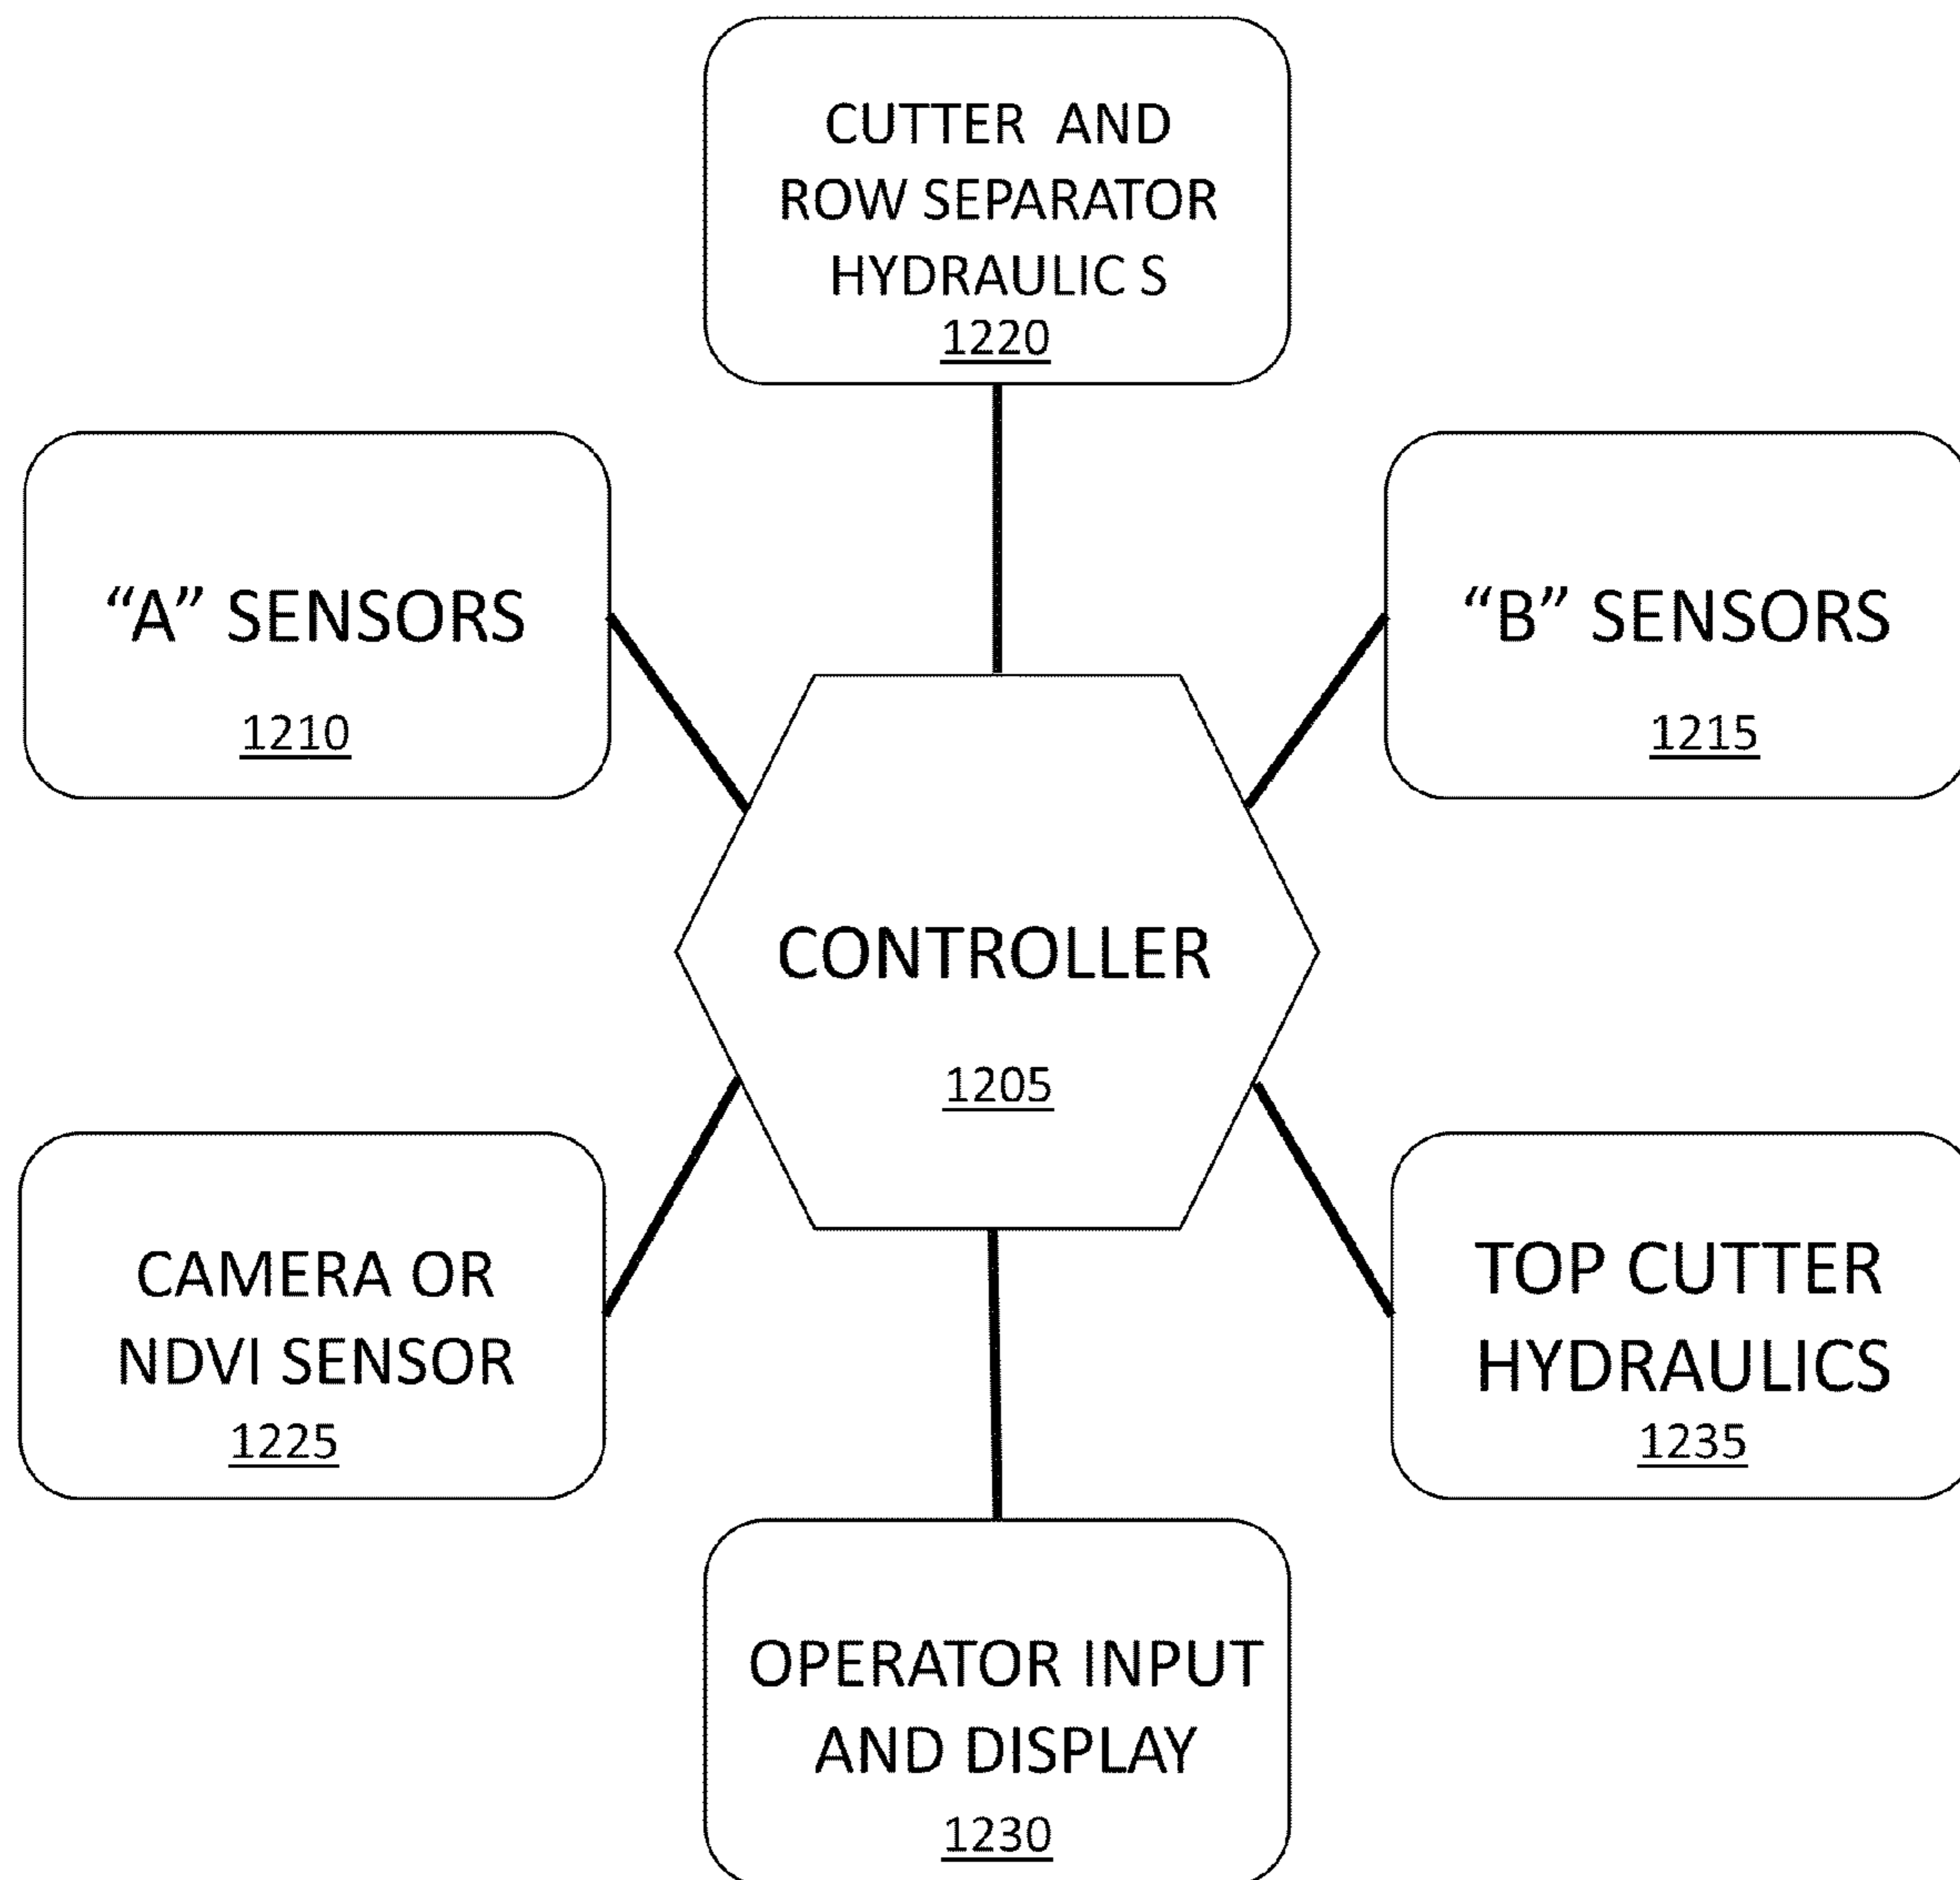 CUTTER AND
ROW SEPARATOR
HYDRAULIC S
1220
“A” SENSORS
1210
“B” SENSORS
1215
CONTROLLER
1205
CAMERA OR
NDVI SENSOR
1225
TOP CUTTER
HYDRAULICS
1235
OPERATOR INPUT
AND DISPLAY
1230